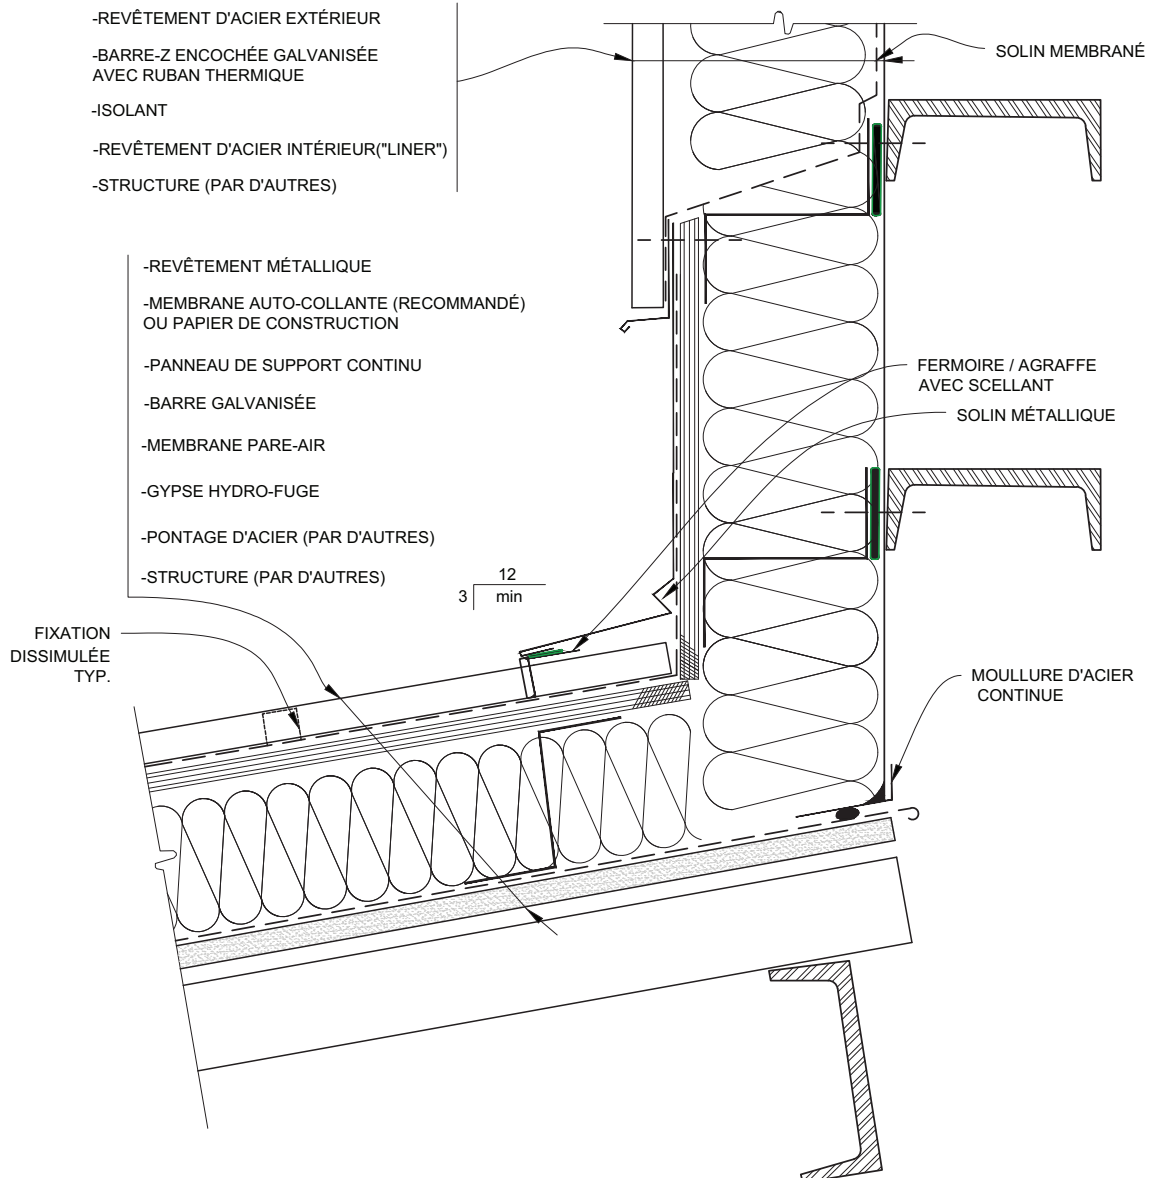 -REVÊTEMENT D'ACIER EXTÉRIEUR
-BARRE-Z ENCOCHÉE GALVANISÉE
AVEC RUBAN THERMIQUE
-ISOLANT
-REVÊTEMENT D'ACIER INTÉRIEUR("LINER")
-STRUCTURE (PAR D'AUTRES)
SOLIN MEMBRANÉ
-REVÊTEMENT MÉTALLIQUE
-MEMBRANE AUTO-COLLANTE (RECOMMANDÉ)
OU PAPIER DE CONSTRUCTION
-PANNEAU DE SUPPORT CONTINU
-BARRE GALVANISÉE
-MEMBRANE PARE-AIR
-GYPSE HYDRO-FUGE
-PONTAGE D'ACIER (PAR D'AUTRES)
-STRUCTURE (PAR D'AUTRES)
FERMOIRE / AGRAFFE
AVEC SCELLANT
SOLIN MÉTALLIQUE
12
3 min
FIXATION
DISSIMULÉE
TYP.
MOULLURE D'ACIER
CONTINUE